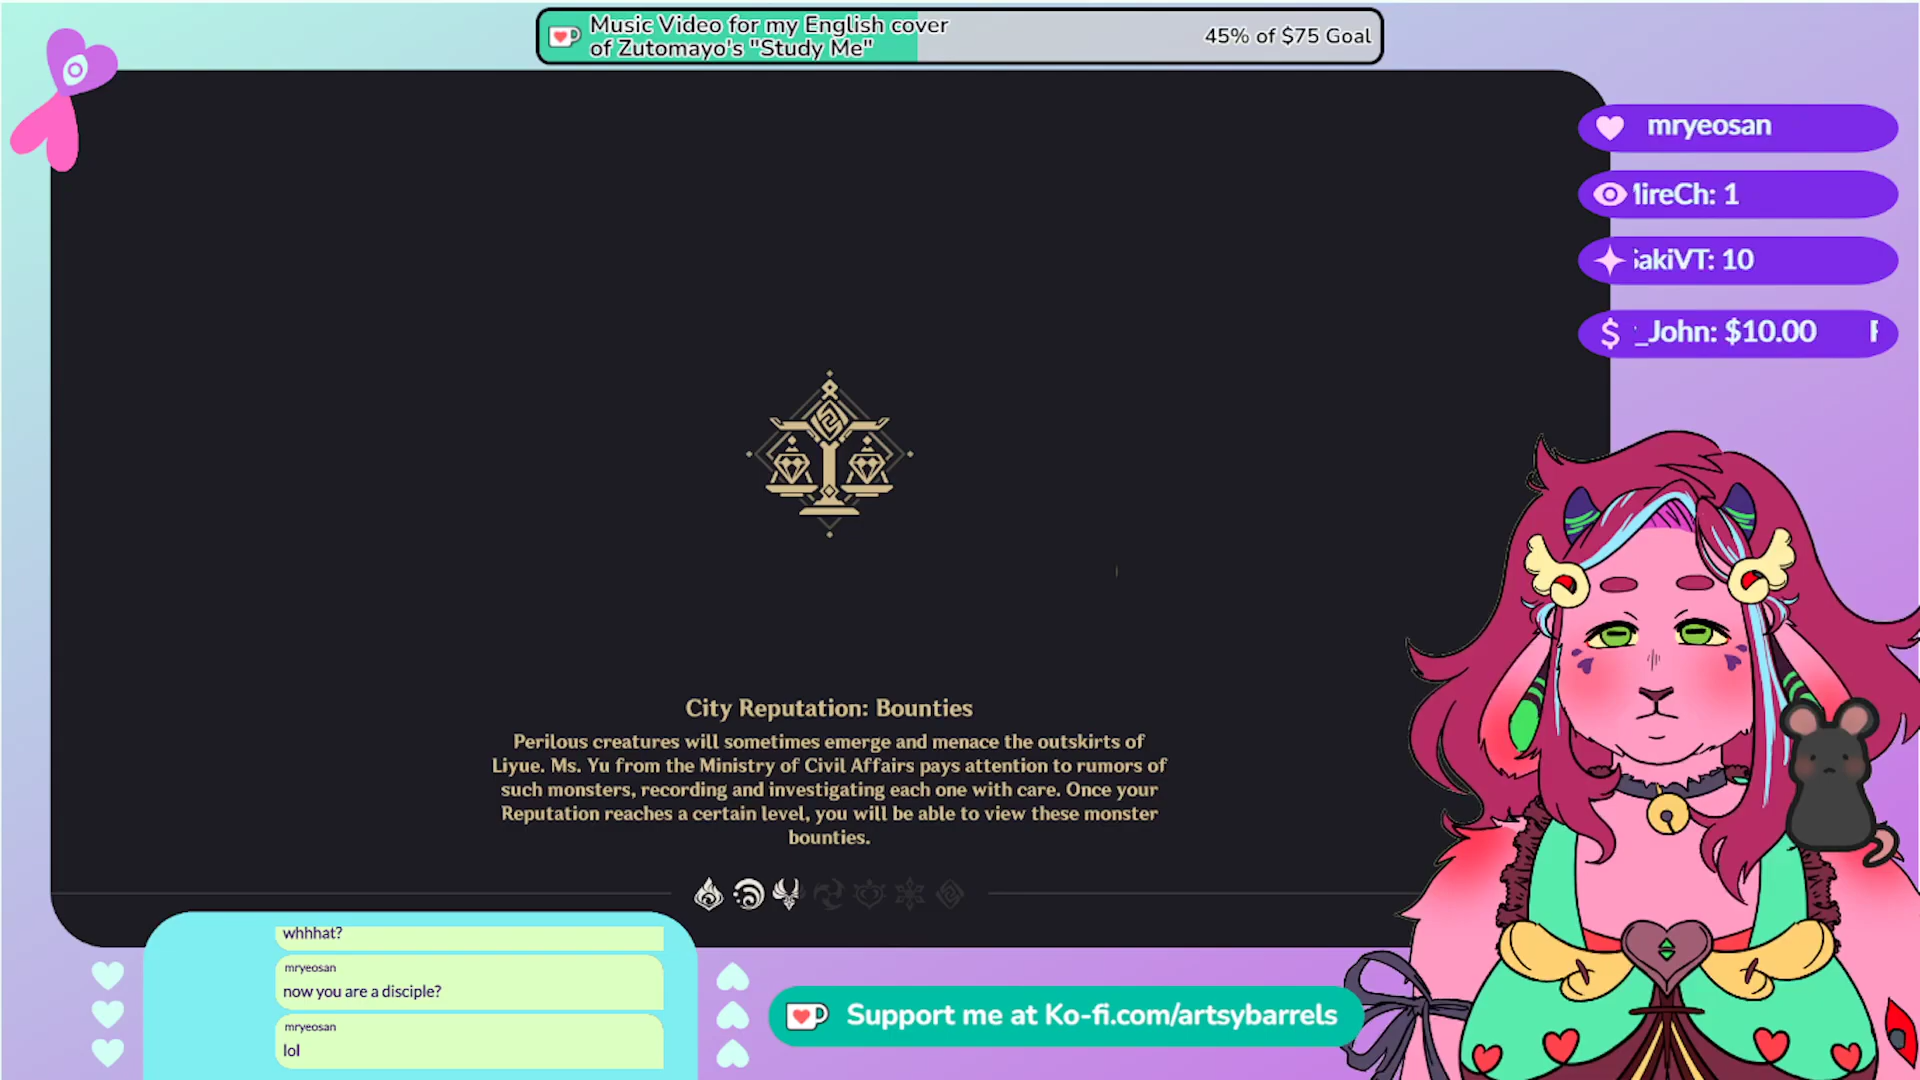 Music Video for my English cover
of Zutomayo's "Study Me"
45% of $75 Goal
mryeosan
lireCh: 1
akiVT: 10
_John: $10.00
City Reputation: Bounties
Perilous creatures will sometimes emerge and menace the outskirts of
Liyue. Ms. Yu from the Ministry of Civil Affairs pays attention to rumors of
such monsters, recording and investigating each one with care. Once your
Reputation reaches a certain level, you will be able to view these monster
bounties.
whhhat?
mryeosan
now you are a disciple?
mryeosan
lol
Support me at Ko-fi.com/artsybarrels